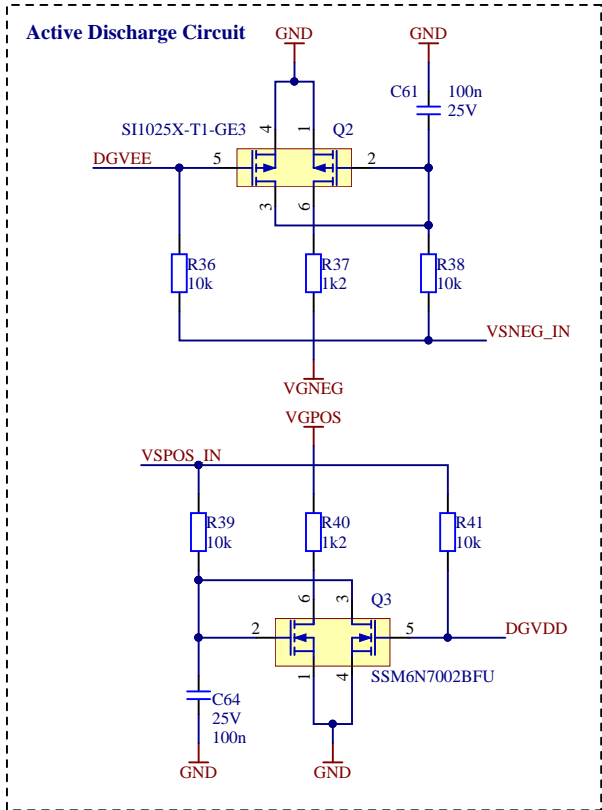 Active Discharge Circuit
GND
GND
C61
100n
25V
SI1025X-T1-GE3
4
1
Q2
DGVEE
5
2
3
6
R36
10k
R37
1k2
R38
10k
VSNEG_IN
VGNEG
VGPOS
VSPOS_IN
R39
10k
R40
1k2
R41
10k
6
3
Q3
2
5
DGVDD
1
4
SSM6N7002BFU
C64
25V
100n
GND
GND